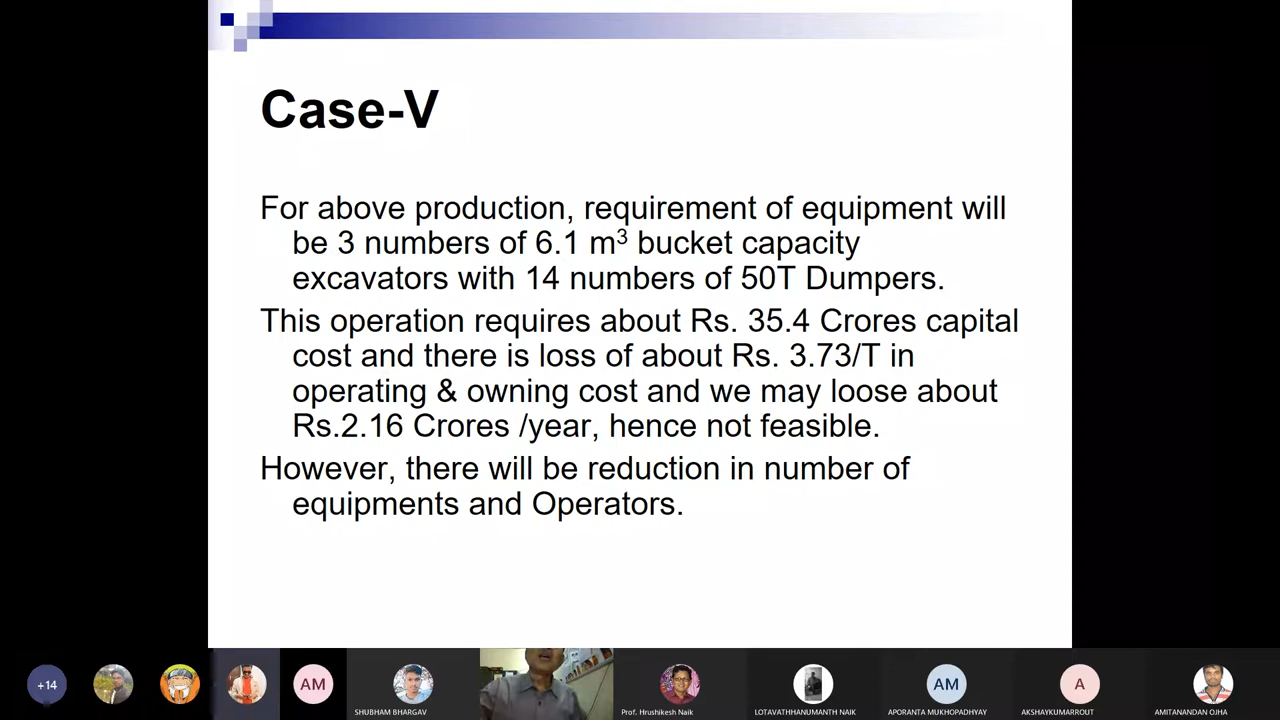 Case-V
For above production, requirement of equipment will
be 3 numbers of 6.1 m³ bucket capacity
excavators with 14 numbers of 50T Dumpers.
This operation requires about Rs. 35.4 Crores capital
cost and there is loss of about Rs. 3.73/T in
operating & owning cost and we may loose about
Rs.2.16 Crores /year, hence not feasible.
However, there will be reduction in number of
equipments and Operators.
+14
AM
SHUBHAM BHARGAV
Prof. Hrushikesh Naik
LOTAVATHHANUMANTH NAIK
AM
APORANTA MUKHOPADHYAY
A
AKSHAYKUMARROUT
AMITANANDAN OJHA